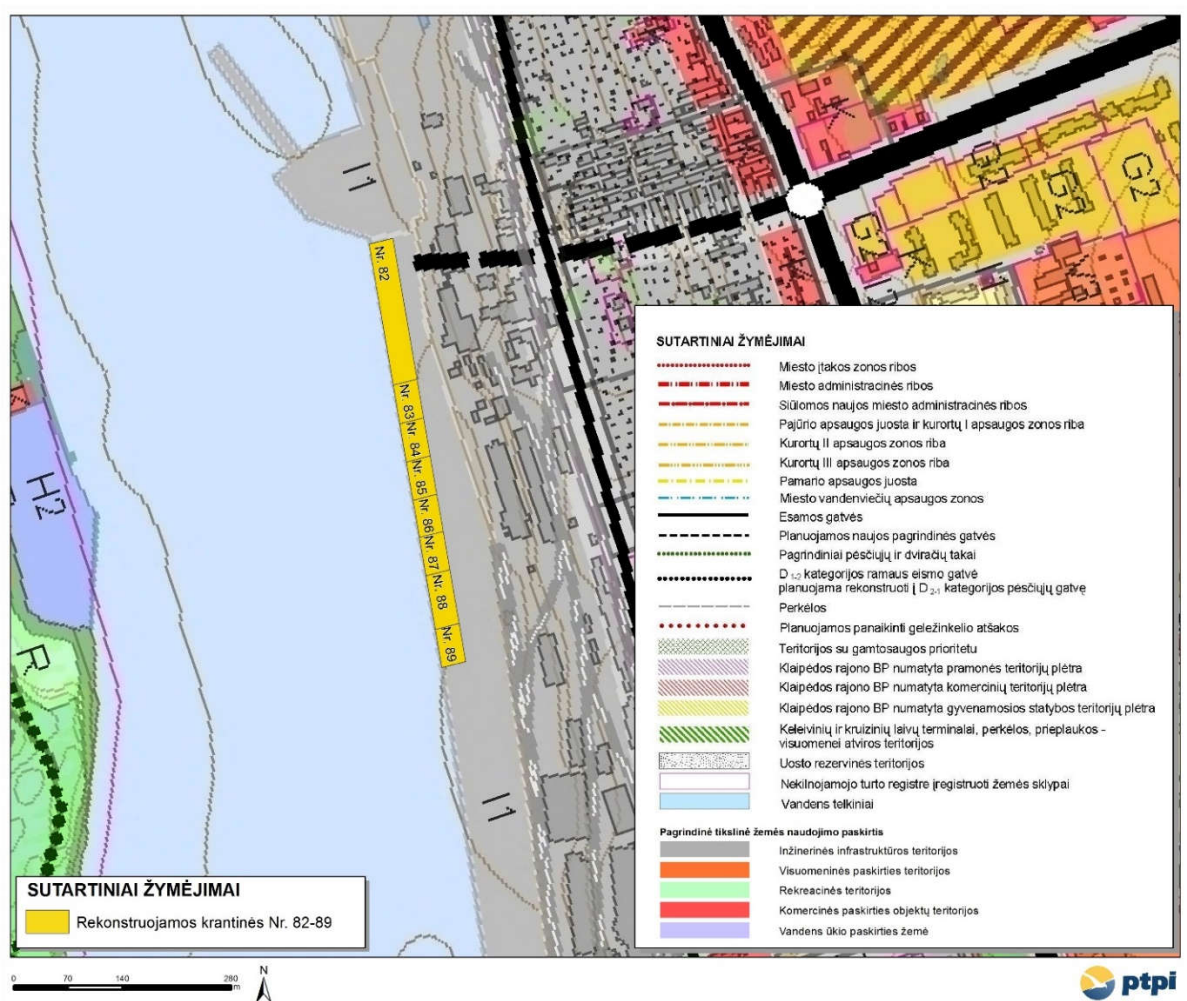 I1
Nr. 82
Nr. 83
Nr. 84
Nr. 85
Nr. 86
Nr. 87
Nr. 88
Nr. 89
I1
H2
R
K
G2
G2
SUTARTINIAI ŽYMĖJIMAI
Miesto įtakos zonos ribos
Miesto administracinės ribos
Siūlomos naujos miesto administracinės ribos
Pajūrio apsaugos juosta ir kurortų I apsaugos zonos riba
Kurortų II apsaugos zonos riba
Kurortų III apsaugos zonos riba
Pamario apsaugos juosta
Miesto vandenviečių apsaugos zonos
Esamos gatvės
Planuojamos naujos pagrindinės gatvės
Pagrindiniai pėsčiųjų ir dviračių takai
D 1-2 kategorijos ramaus eismo gatvė
planuojama rekonstruoti į D 2-1 kategorijos pėsčiųjų gatvę
Perkėlos
Planuojamos panaikinti geležinkelio atšakos
Teritorijos su gamtosaugos prioritetu
Klaipėdos rajono BP numatyta pramonės teritorijų plėtra
Klaipėdos rajono BP numatyta komercinių teritorijų plėtra
Klaipėdos rajono BP numatyta gyvenamosios statybos teritorijų plėtra
Keleivinių ir kruizinių laivų terminalai, perkėlos, prieplaukos -
visuomenei atviros teritorijos
Uosto rezervinės teritorijos
Nekilnojamojo turto registre įregistruoti žemės sklypai
Vandens telkiniai
Pagrindinė tikslinė žemės naudojimo paskirtis
Inžinerinės infrastruktūros teritorijos
Visuomeninės paskirties teritorijos
Rekreacinės teritorijos
Komercinės paskirties objektų teritorijos
Vandens ūkio paskirties žemė
SUTARTINIAI ŽYMĖJIMAI
Rekonstruojamos krantinės Nr. 82-89
0 70 140 280
m
N
ptpi